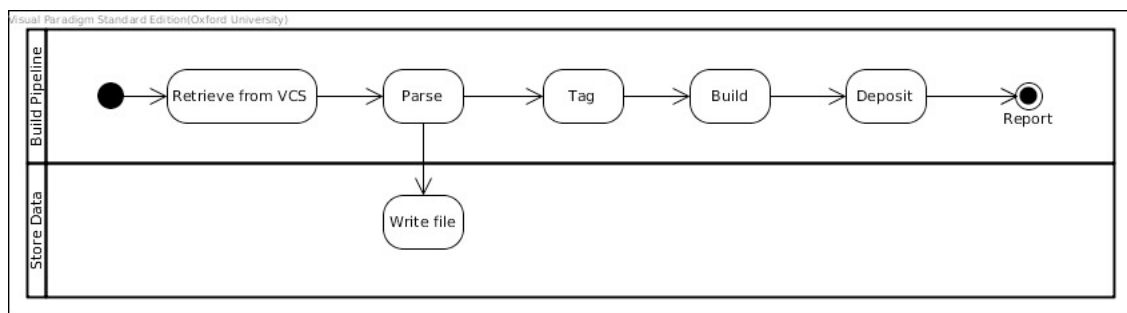 Visual Paradigm Standard Edition(Oxford University)
Build Pipeline
Retrieve from VCS
Parse
Tag
Build
Deposit
Report
Store Data
Write file